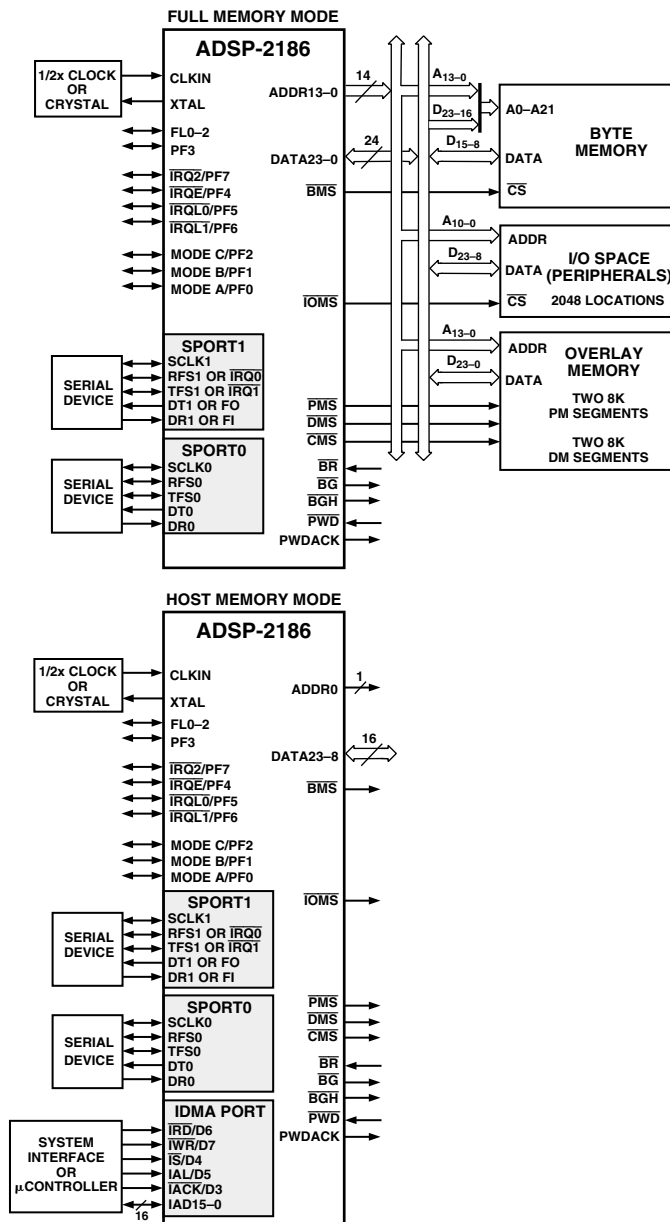 FULL MEMORY MODE
ADSP-2186
1/2x CLOCK
OR
CRYSTAL
CLKIN
XTAL
FL0–2
PF3
IRQ2/PF7
IRQE/PF4
IRQL0/PF5
IRQL1/PF6
MODE C/PF2
MODE B/PF1
MODE A/PF0
SPORT1
SERIAL
DEVICE
SCLK1
RFS1 OR IRQ0
TFS1 OR IRQ1
DT1 OR FO
DR1 OR FI
SPORT0
SERIAL
DEVICE
SCLK0
RFS0
TFS0
DT0
DR0
ADDR13–0
14
DATA23–0
24
BMS
IOMS
PMS
DMS
CMS
BR
BG
BGH
PWD
PWDACK
A13–0
D23–16
D15–8
A0–A21
DATA
CS
BYTE
MEMORY
A10–0
D23–8
ADDR
DATA
CS
I/O SPACE
(PERIPHERALS)
2048 LOCATIONS
A13–0
D23–0
ADDR
DATA
OVERLAY
MEMORY
TWO 8K
PM SEGMENTS
TWO 8K
DM SEGMENTS
HOST MEMORY MODE
ADSP-2186
1/2x CLOCK
OR
CRYSTAL
CLKIN
XTAL
FL0–2
PF3
IRQ2/PF7
IRQE/PF4
IRQL0/PF5
IRQL1/PF6
MODE C/PF2
MODE B/PF1
MODE A/PF0
SPORT1
SERIAL
DEVICE
SCLK1
RFS1 OR IRQ0
TFS1 OR IRQ1
DT1 OR FO
DR1 OR FI
SPORT0
SERIAL
DEVICE
SCLK0
RFS0
TFS0
DT0
DR0
IDMA PORT
SYSTEM
INTERFACE
OR
µCONTROLLER
IRD/D6
IWR/D7
IS/D4
IAL/D5
IACK/D3
IAD15–0
16
ADDR0
1
DATA23–8
16
BMS
IOMS
PMS
DMS
CMS
BR
BG
BGH
PWD
PWDACK